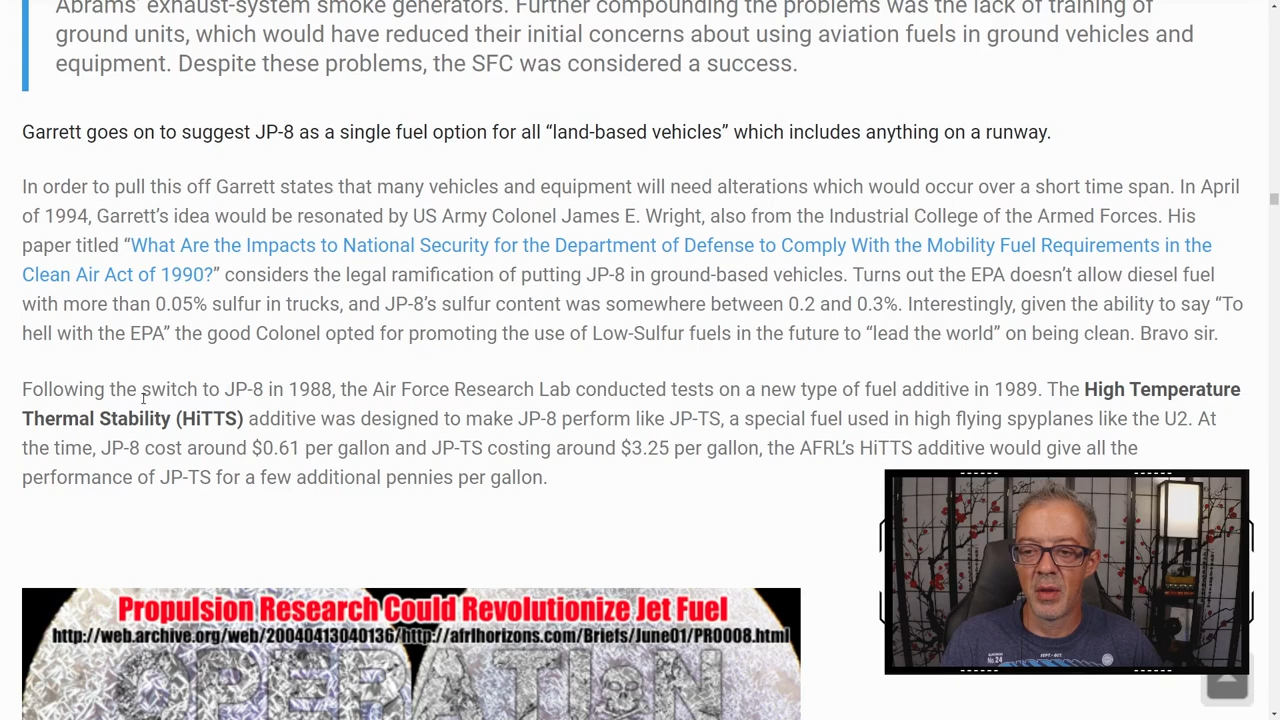 Abrams’ exhaust-system smoke generators. Further compounding the problems was the lack of training of
ground units, which would have reduced their initial concerns about using aviation fuels in ground vehicles and
equipment. Despite these problems, the SFC was considered a success.
Garrett goes on to suggest JP-8 as a single fuel option for all “land-based vehicles” which includes anything on a runway.
In order to pull this off Garrett states that many vehicles and equipment will need alterations which would occur over a short time span. In April
of 1994, Garrett’s idea would be resonated by US Army Colonel James E. Wright, also from the Industrial College of the Armed Forces. His
paper titled “What Are the Impacts to National Security for the Department of Defense to Comply With the Mobility Fuel Requirements in the
Clean Air Act of 1990?” considers the legal ramification of putting JP-8 in ground-based vehicles. Turns out the EPA doesn’t allow diesel fuel
with more than 0.05% sulfur in trucks, and JP-8’s sulfur content was somewhere between 0.2 and 0.3%. Interestingly, given the ability to say “To
hell with the EPA” the good Colonel opted for promoting the use of Low-Sulfur fuels in the future to “lead the world” on being clean. Bravo sir.
Following the switch to JP-8 in 1988, the Air Force Research Lab conducted tests on a new type of fuel additive in 1989. The High Temperature
Thermal Stability (HiTTS) additive was designed to make JP-8 perform like JP-TS, a special fuel used in high flying spyplanes like the U2. At
the time, JP-8 cost around $0.61 per gallon and JP-TS costing around $3.25 per gallon, the AFRL’s HiTTS additive would give all the
performance of JP-TS for a few additional pennies per gallon.
Propulsion Research Could Revolutionize Jet Fuel
http://web.archive.org/web/20040413040136/http://afrlhorizons.com/Briefs/June01/PR0008.html
OPERATION
No.24